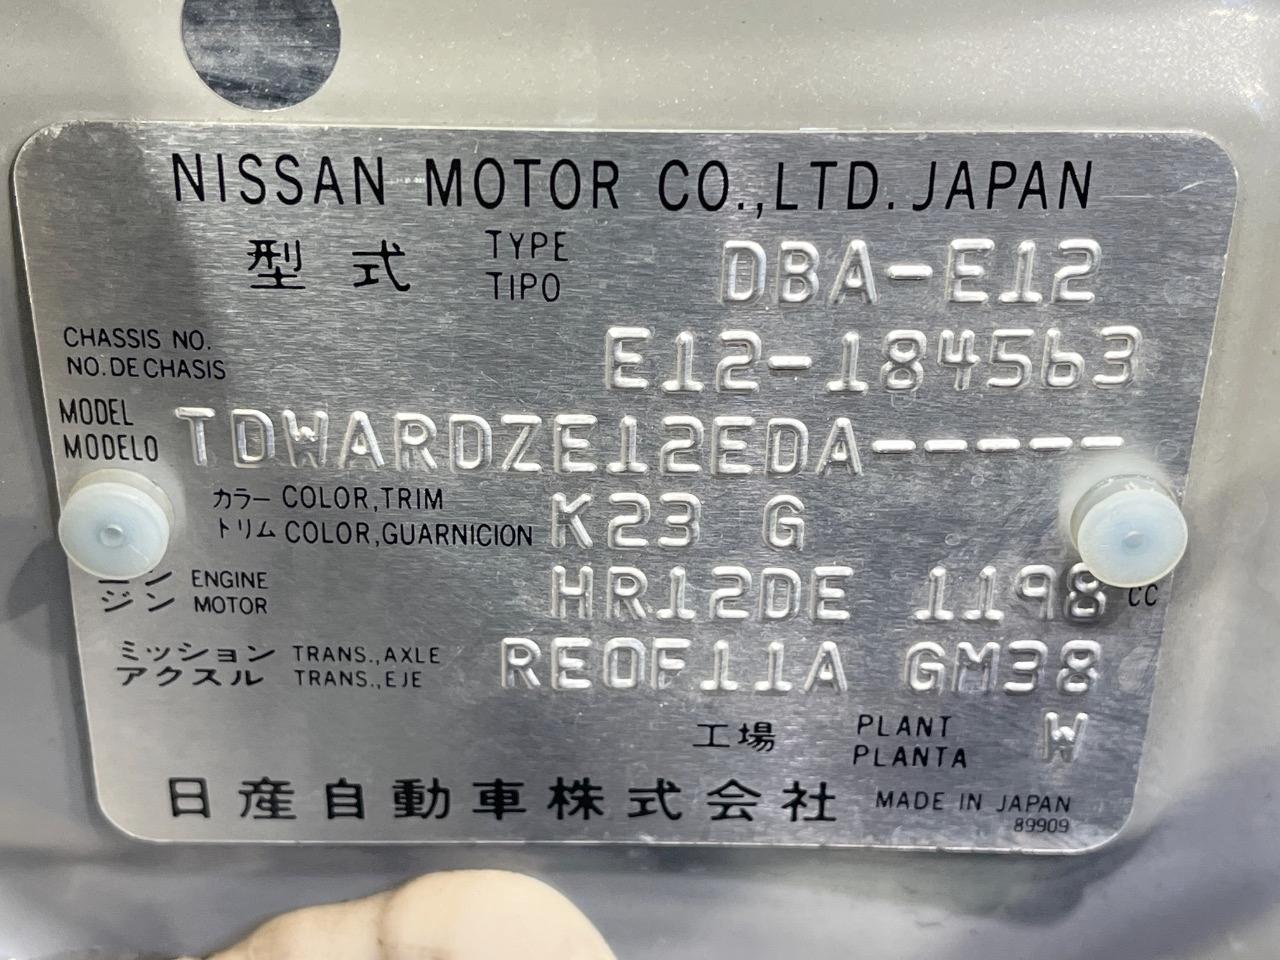 NISSAN MOTOR CO.,LTD. JAPAN
型式 TYPE DBA-E12
TIPO
CHASSIS NO. E12-184563
NO. DE CHASIS
MODEL TDWARDZE12EDA-----
MODELO
カラー COLOR,TRIM K23 G
トリム COLOR,GUARNICION
ENGINE HR12DE 1198 CC
ジン MOTOR
ミッション TRANS.,AXLE RE0F11A GM38
アクスル TRANS.,EJE
工場 PLANT W
PLANTA
日産自動車株式会社 MADE IN JAPAN
89909